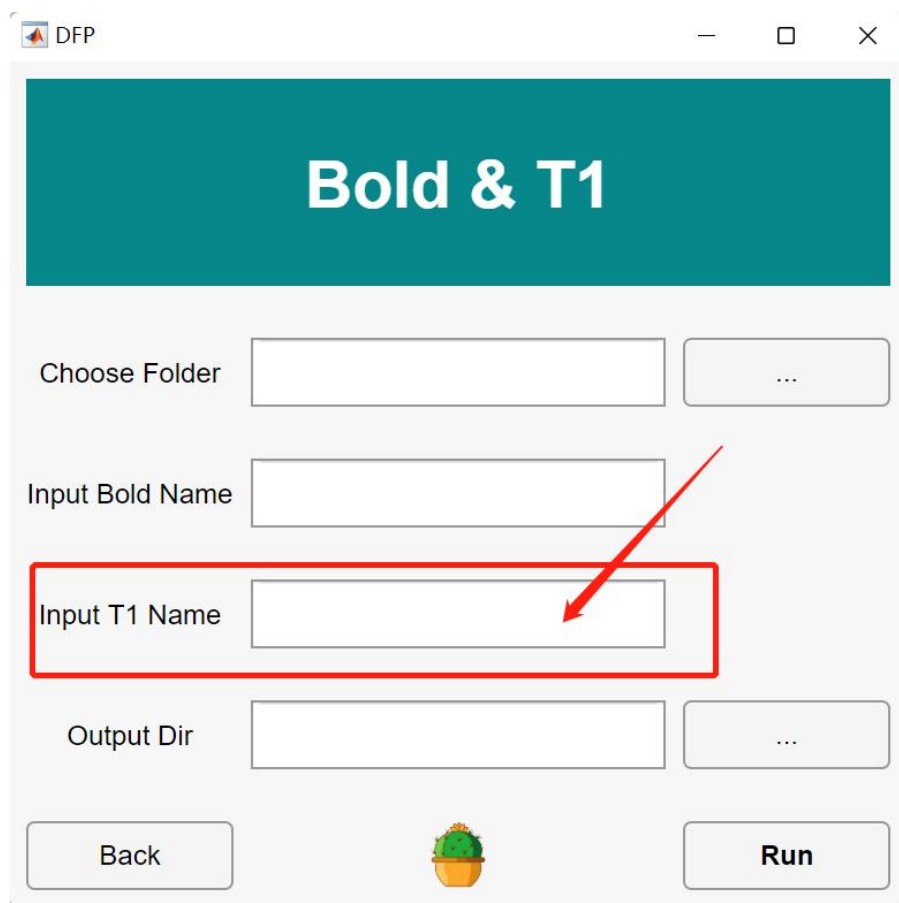 DFP
Bold & T1
Choose Folder
...
Input Bold Name
Input T1 Name
Output Dir
...
Back
Run